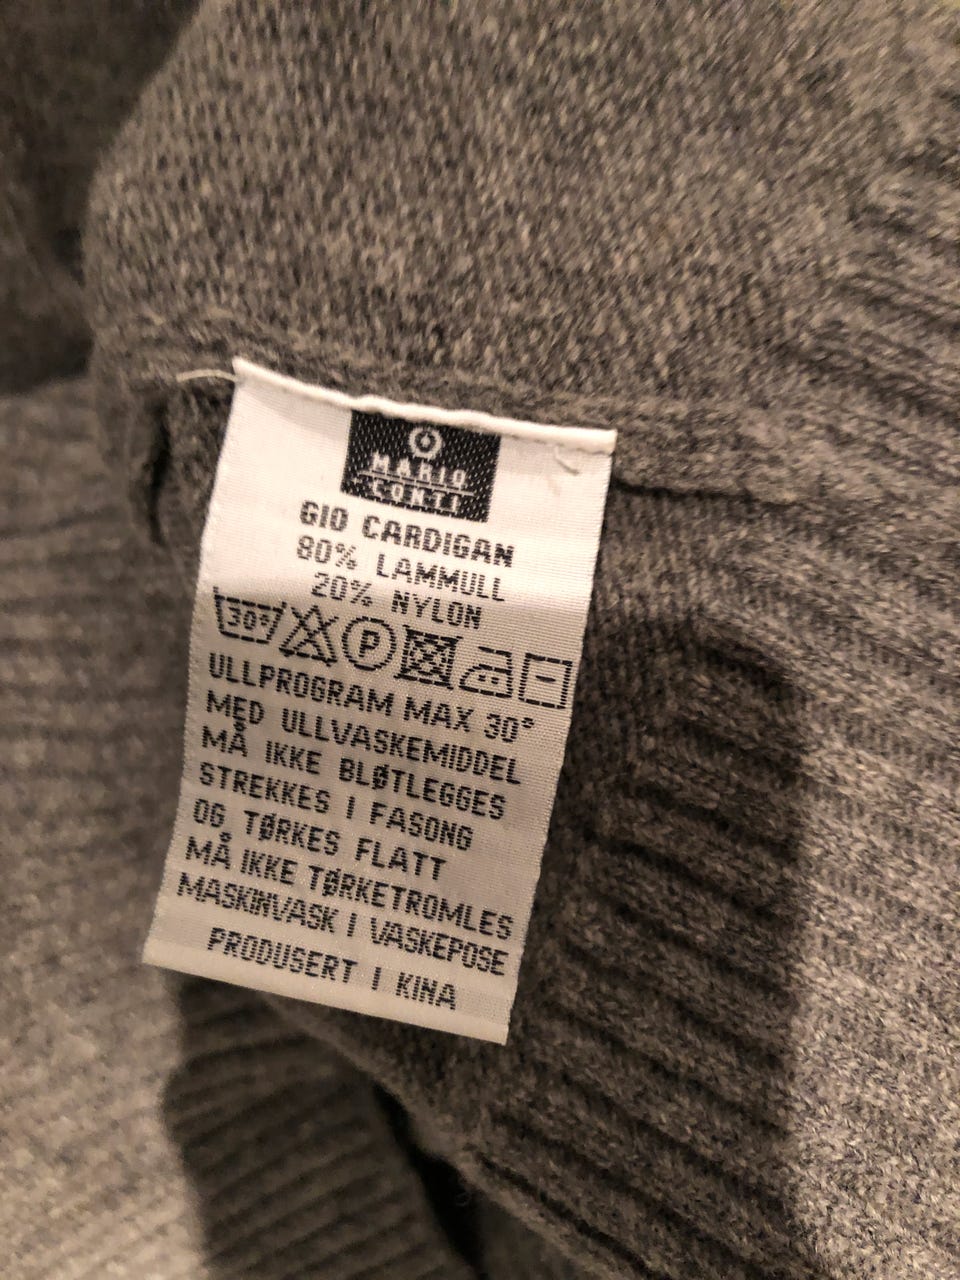 MARIO
CONTI
GIO CARDIGAN
80% LAMMULL
20% NYLON
30° P
ULLPROGRAM MAX 30°
MED ULLVASKEMIDDEL
MÅ IKKE BLØTLEGGES
STREKKES I FASONG
OG TØRKES FLATT
MÅ IKKE TØRKETROMLES
MASKINVASK I VASKEPOSE
PRODUSERT I KINA